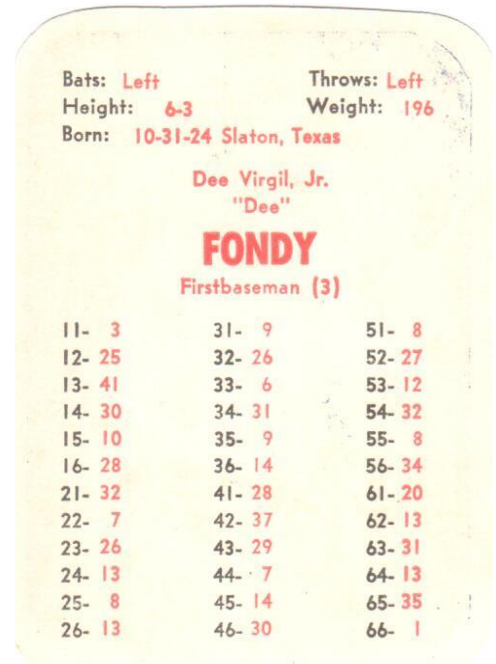 Bats: Left Throws: Left
Height: 6-3 Weight: 196
Born: 10-31-24 Slaton, Texas
Dee Virgil, Jr.
"Dee"
FONDY
Firstbaseman (3)
11- 3 31- 9 51- 8
12- 25 32- 26 52- 27
13- 41 33- 6 53- 12
14- 30 34- 31 54- 32
15- 10 35- 9 55- 8
16- 28 36- 14 56- 34
21- 32 41- 28 61- 20
22- 7 42- 37 62- 13
23- 26 43- 29 63- 31
24- 13 44- 7 64- 13
25- 8 45- 14 65- 35
26- 13 46- 30 66- 1